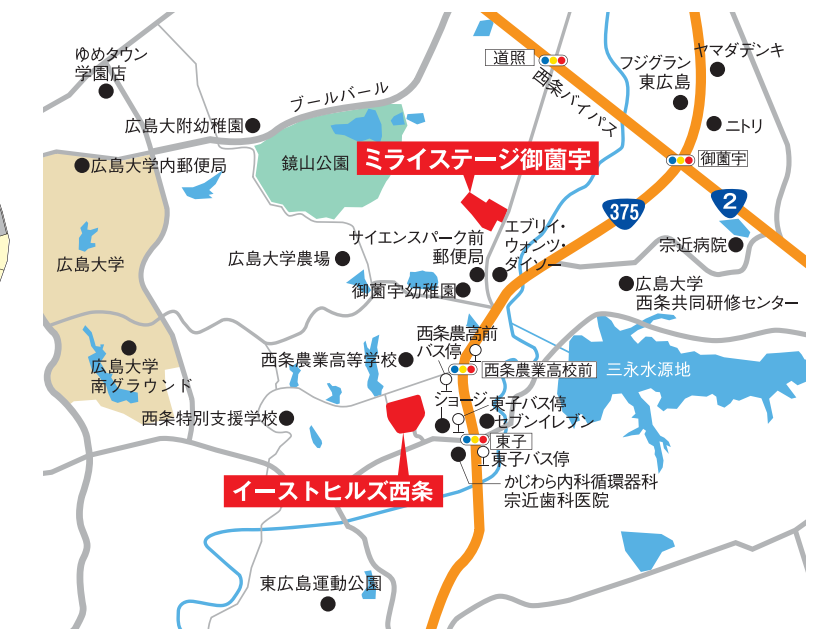 ゆめタウン
学園店
道照
フジグラン
東広島
ヤマダデンキ
西条バイパス
ブールバール
広島大附幼稚園
ニトリ
鏡山公園
ミライステージ御薗宇
御薗宇
広島大学内郵便局
375
2
サイエンスパーク前
郵便局
エブリイ・
ウォンツ・
ダイソー
宗近病院
広島大学
広島大学農場
御薗宇幼稚園
広島大学
西条共同研修センター
西条農高前
バス停
広島大学
南グラウンド
西条農業高等学校
西条農業高校前
三永水源地
ショージ
東子バス停
セブンイレブン
西条特別支援学校
東子
東子バス停
イーストヒルズ西条
かじわら内科循環器科
宗近歯科医院
東広島運動公園